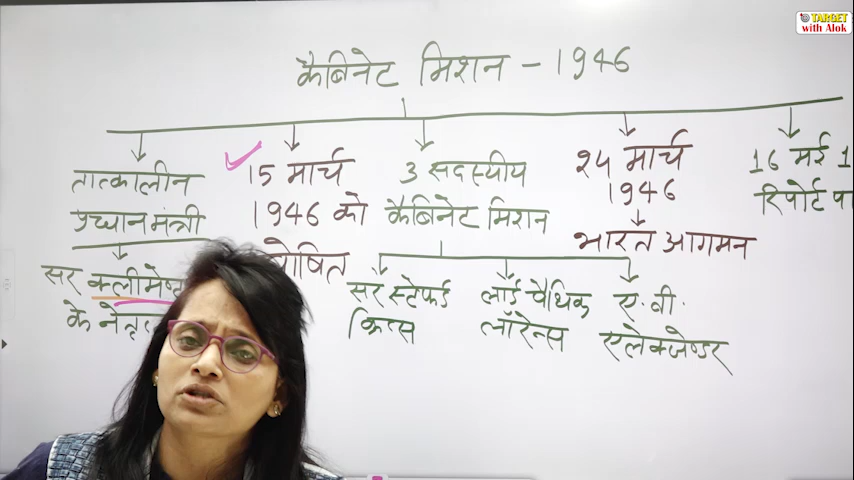 TARGET
with Alok
कैबिनेट मिशन - 1946
तात्कालीन
प्रधानमंत्री
सर क्लीमेण्ट
के नेतृ
15 मार्च
1946 को
घोषित
3 सदस्यीय
कैबिनेट मिशन
सर स्टेफर्ड
क्रिप्स
लार्ड पैथिक
लॉरेन्स
ए. वी.
एलेक्जेण्डर
24 मार्च
1946
भारत आगमन
16 मई 1
रिपोर्ट